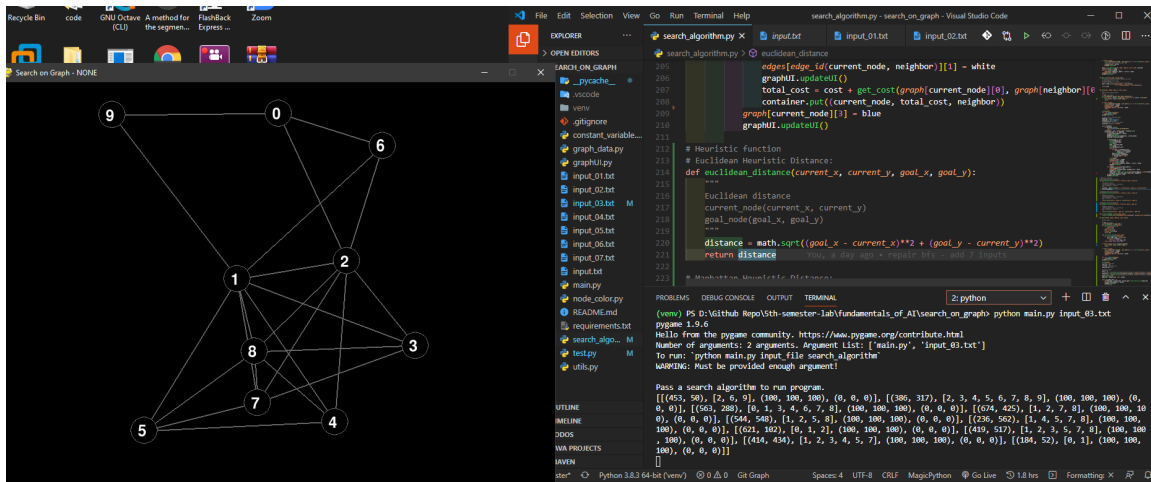 Recycle Bin
cookies
GNU Octave
(CLI)
A method for
the segmen...
FlashBack
Express ...
Zoom
Search on Graph - NONE
9
0
6
2
1
8
3
7
5
4
File Edit Selection View Go Run Terminal Help
search_algorithm.py - search_on_graph - Visual Studio Code
EXPLORER
OPEN EDITORS
EARCH_ON_GRAPH
__pycache__
.vscode
venv
.gitignore
constant_variable....
graph_data.py
graphUI.py
input_01.txt
input_02.txt
input_03.txt M
input_04.txt
input_05.txt
input_06.txt
input_07.txt
input.txt
main.py
node_color.py
README.md
requirements.txt
search_algo... M
test.py M
utils.py
UTLINE
IMELINE
ODOS
AVA PROJECTS
MAVEN
search_algorithm.py
input.txt
input_01.txt
input_02.txt
search_algorithm.py > euclidean_distance
205 edges[edge_id(current_node, neighbor)][1] = white
206 graphUI.updateUI()
207 total_cost = cost + get_cost(graph[current_node][0], graph[neighbor][0
208 container.put((current_node, total_cost, neighbor))
209 graph[current_node][3] = blue
210 graphUI.updateUI()
211
212 # Heuristic function
213 # Euclidean Heuristic Distance:
214 def euclidean_distance(current_x, current_y, goal_x, goal_y):
215 """
216 Euclidean distance
217 current_node(current_x, current_y)
218 goal_node(goal_x, goal_y)
219 """
220 distance = math.sqrt((goal_x - current_x)**2 + (goal_y - current_y)**2)
221 return distance You, a day ago • repair bfs - add 7 inputs
222
223 # Manhattan Heuristic Distance:
PROBLEMS DEBUG CONSOLE OUTPUT TERMINAL
2: python
(venv) PS D:\Github Repo\5th-semester-lab\fundamentals_of_AI\search_on_graph> python main.py input_03.txt
pygame 1.9.6
Hello from the pygame community. https://www.pygame.org/contribute.html
Number of arguments: 2 arguments. Argument List: ['main.py', 'input_03.txt']
To run: `python main.py input_file search_algorithm`
WARNING: Must be provided enough argument!
Pass a search algorithm to run program.
[[(453, 50), [2, 6, 9], (100, 100, 100), (0, 0, 0)], [(386, 317), [2, 3, 4, 5, 6, 7, 8, 9], (100, 100, 100), (0,
0, 0)], [(563, 288), [0, 1, 3, 4, 6, 7, 8], (100, 100, 100), (0, 0, 0)], [(674, 425), [1, 2, 7, 8], (100, 100, 10
0), (0, 0, 0)], [(544, 548), [1, 2, 5, 8], (100, 100, 100), (0, 0, 0)], [(236, 562), [1, 4, 5, 7, 8], (100, 100,
100), (0, 0, 0)], [(621, 102), [0, 1, 2], (100, 100, 100), (0, 0, 0)], [(419, 517), [1, 2, 3, 5, 7, 8], (100, 100
, 100), (0, 0, 0)], [(414, 434), [1, 2, 3, 4, 5, 7], (100, 100, 100), (0, 0, 0)], [(184, 52), [0, 1], (100, 100,
100), (0, 0, 0)]]
ster* Python 3.8.3 64-bit ('venv') 0 0 Git Graph Spaces: 4 UTF-8 CRLF MagicPython Go Live 1.8 hrs Formatting: